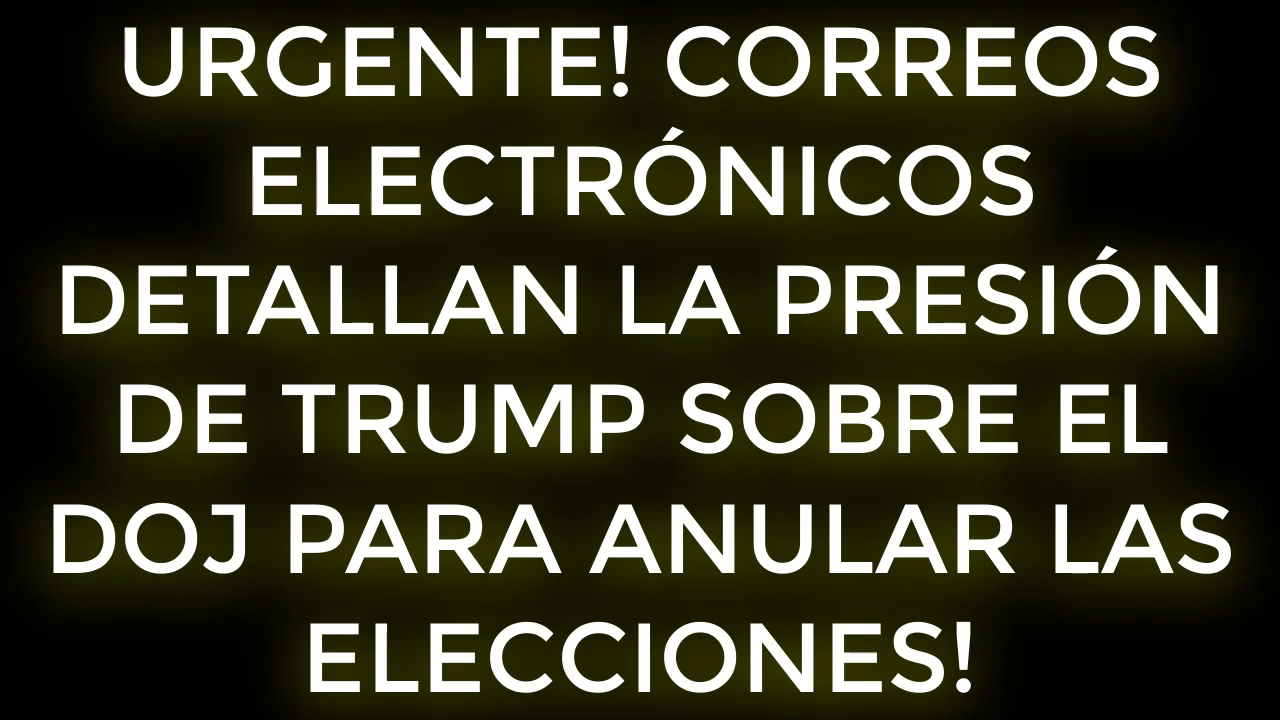 URGENTE! CORREOS
ELECTRÓNICOS
DETALLAN LA PRESIÓN
DE TRUMP SOBRE EL
DOJ PARA ANULAR LAS
ELECCIONES!